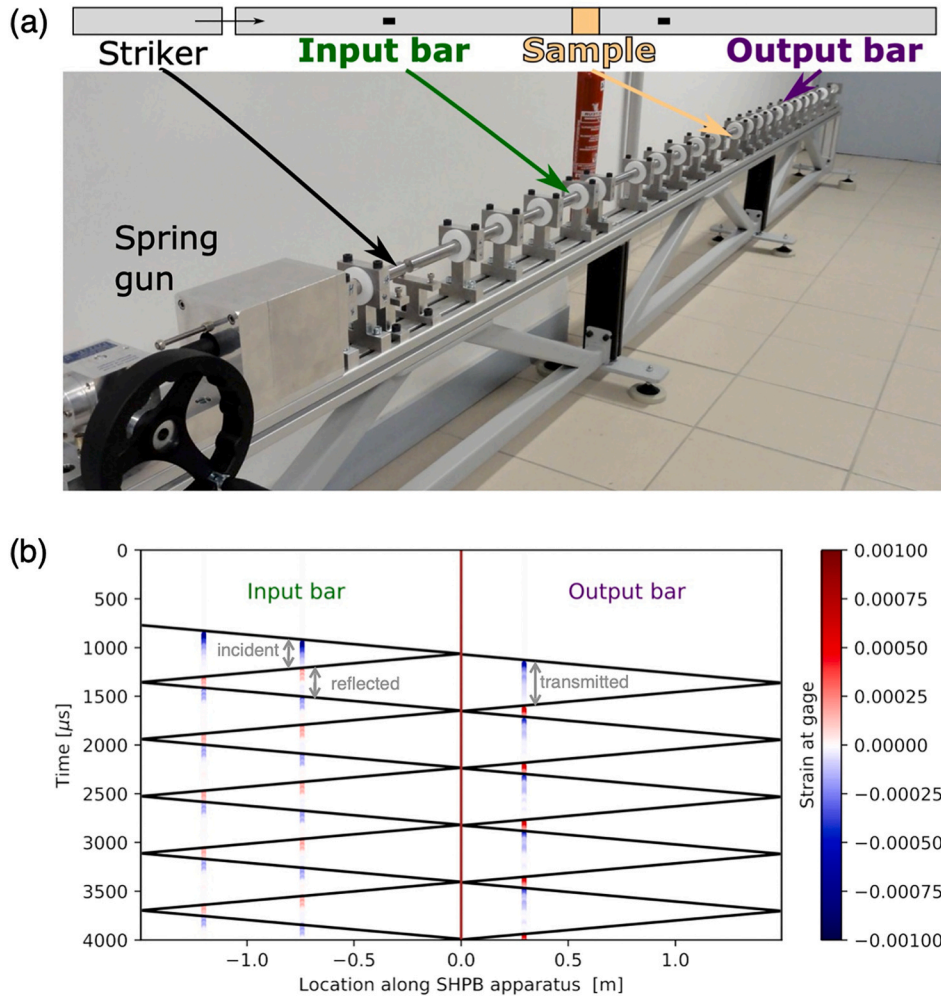 (a)
Striker
Input bar
Sample
Output bar
Spring
gun
(b)
0
500
1000
1500
2000
2500
3000
3500
4000
Time [μs]
Input bar
Output bar
incident
reflected
transmitted
−1.0
−0.5
0.0
0.5
1.0
Location along SHPB apparatus [m]
0.00100
0.00075
0.00050
0.00025
0.00000
−0.00025
−0.00050
−0.00075
−0.00100
Strain at gage